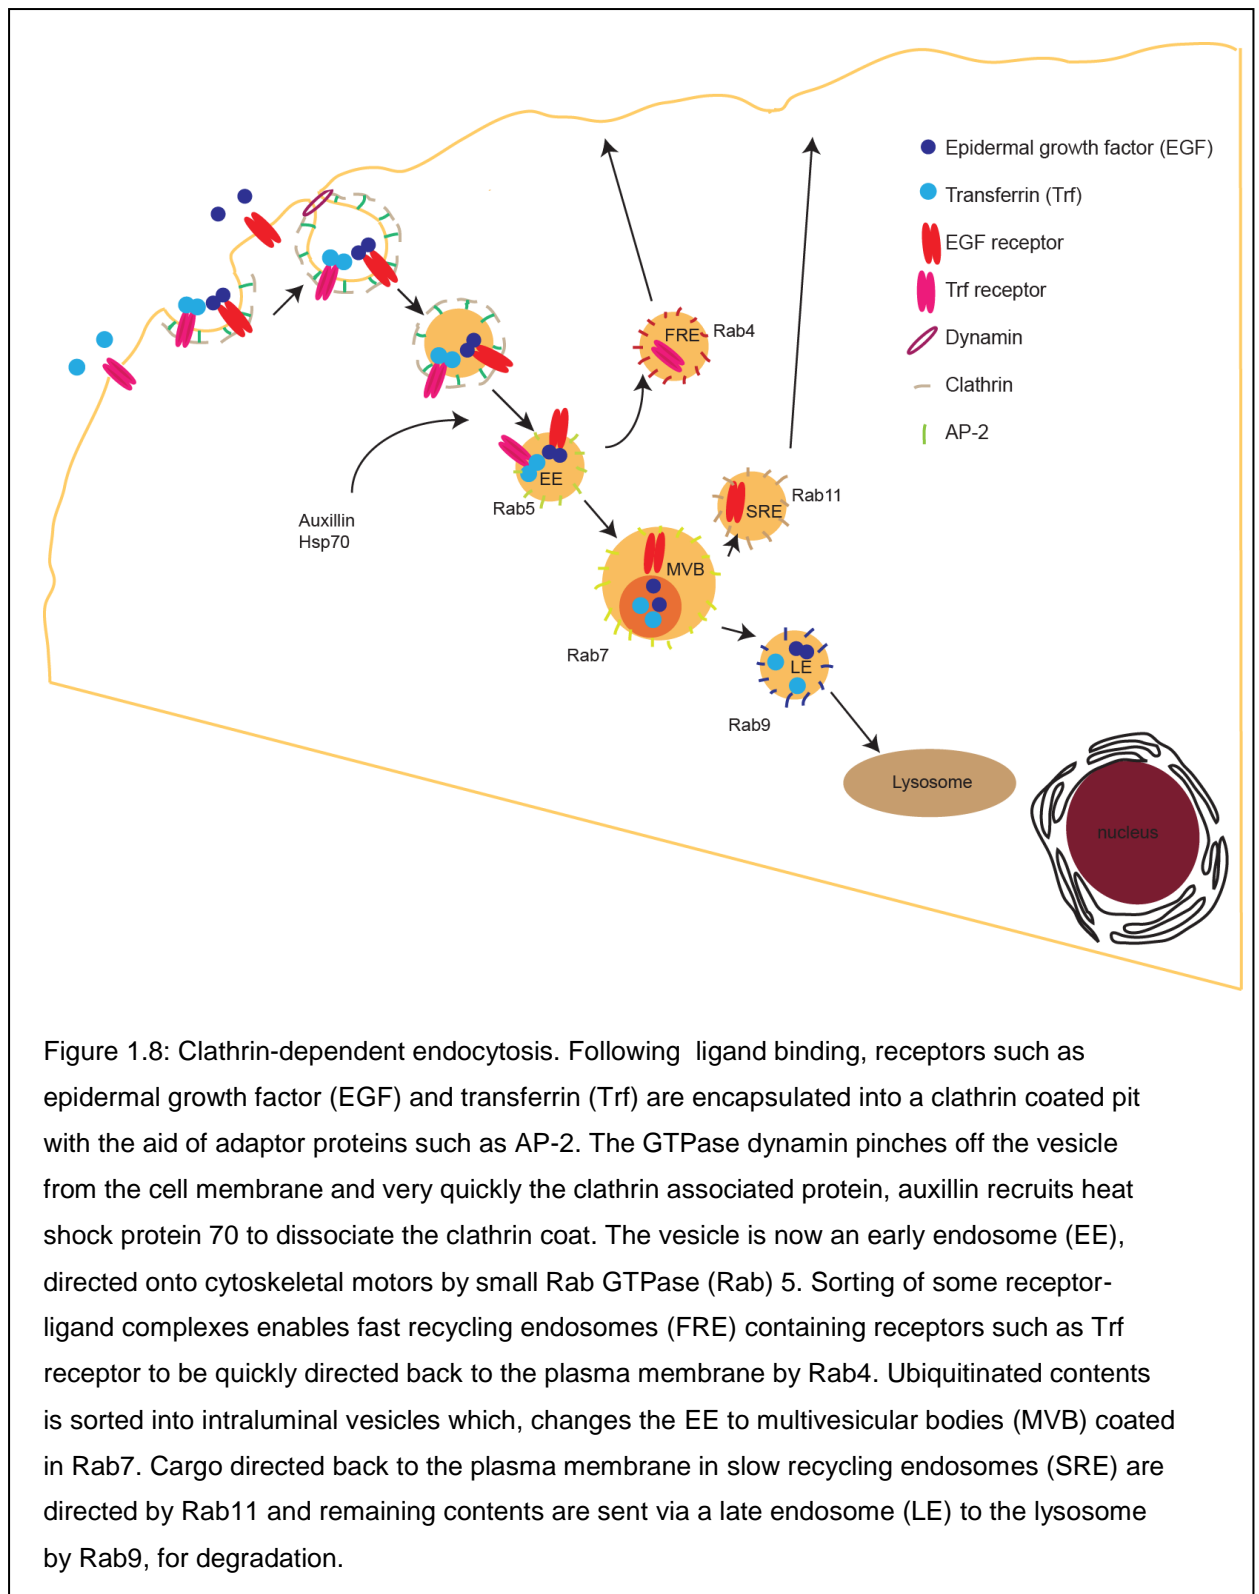 Epidermal growth factor (EGF)
Transferrin (Trf)
EGF receptor
Trf receptor
Dynamin
Clathrin
AP-2
FRE
Rab4
EE
Rab5
Auxillin
Hsp70
SRE
Rab11
MVB
Rab7
LE
Rab9
Lysosome
nucleus
Figure 1.8: Clathrin-dependent endocytosis. Following  ligand binding, receptors such as
epidermal growth factor (EGF) and transferrin (Trf) are encapsulated into a clathrin coated pit
with the aid of adaptor proteins such as AP-2. The GTPase dynamin pinches off the vesicle
from the cell membrane and very quickly the clathrin associated protein, auxillin recruits heat
shock protein 70 to dissociate the clathrin coat. The vesicle is now an early endosome (EE),
directed onto cytoskeletal motors by small Rab GTPase (Rab) 5. Sorting of some receptor-
ligand complexes enables fast recycling endosomes (FRE) containing receptors such as Trf
receptor to be quickly directed back to the plasma membrane by Rab4. Ubiquitinated contents
is sorted into intraluminal vesicles which, changes the EE to multivesicular bodies (MVB) coated
in Rab7. Cargo directed back to the plasma membrane in slow recycling endosomes (SRE) are
directed by Rab11 and remaining contents are sent via a late endosome (LE) to the lysosome
by Rab9, for degradation.